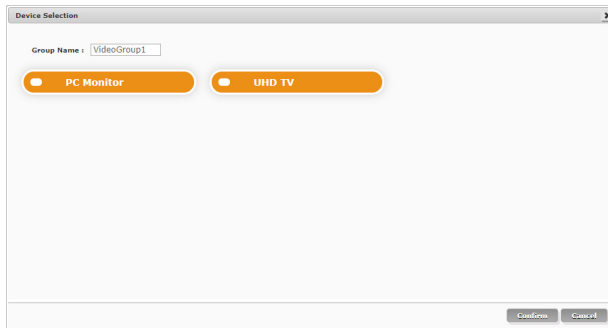 Device Selection
Group Name : VideoGroup1
PC Monitor UHD TV
Confirm Cancel